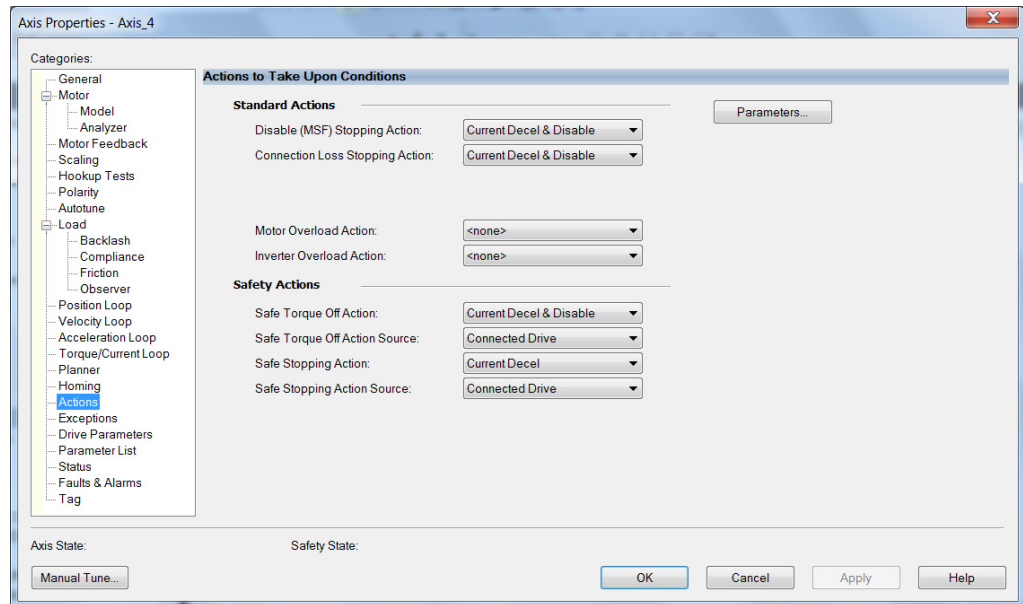 Axis Properties - Axis_4
Categories:
General
Motor
Model
Analyzer
Motor Feedback
Scaling
Hookup Tests
Polarity
Autotune
Load
Backlash
Compliance
Friction
Observer
Position Loop
Velocity Loop
Acceleration Loop
Torque/Current Loop
Planner
Homing
Actions
Exceptions
Drive Parameters
Parameter List
Status
Faults & Alarms
Tag
Actions to Take Upon Conditions
Standard Actions
Parameters...
Disable (MSF) Stopping Action: Current Decel & Disable
Connection Loss Stopping Action: Current Decel & Disable
Motor Overload Action: <none>
Inverter Overload Action: <none>
Safety Actions
Safe Torque Off Action: Current Decel & Disable
Safe Torque Off Action Source: Connected Drive
Safe Stopping Action: Current Decel
Safe Stopping Action Source: Connected Drive
Axis State: Safety State:
Manual Tune... OK Cancel Apply Help